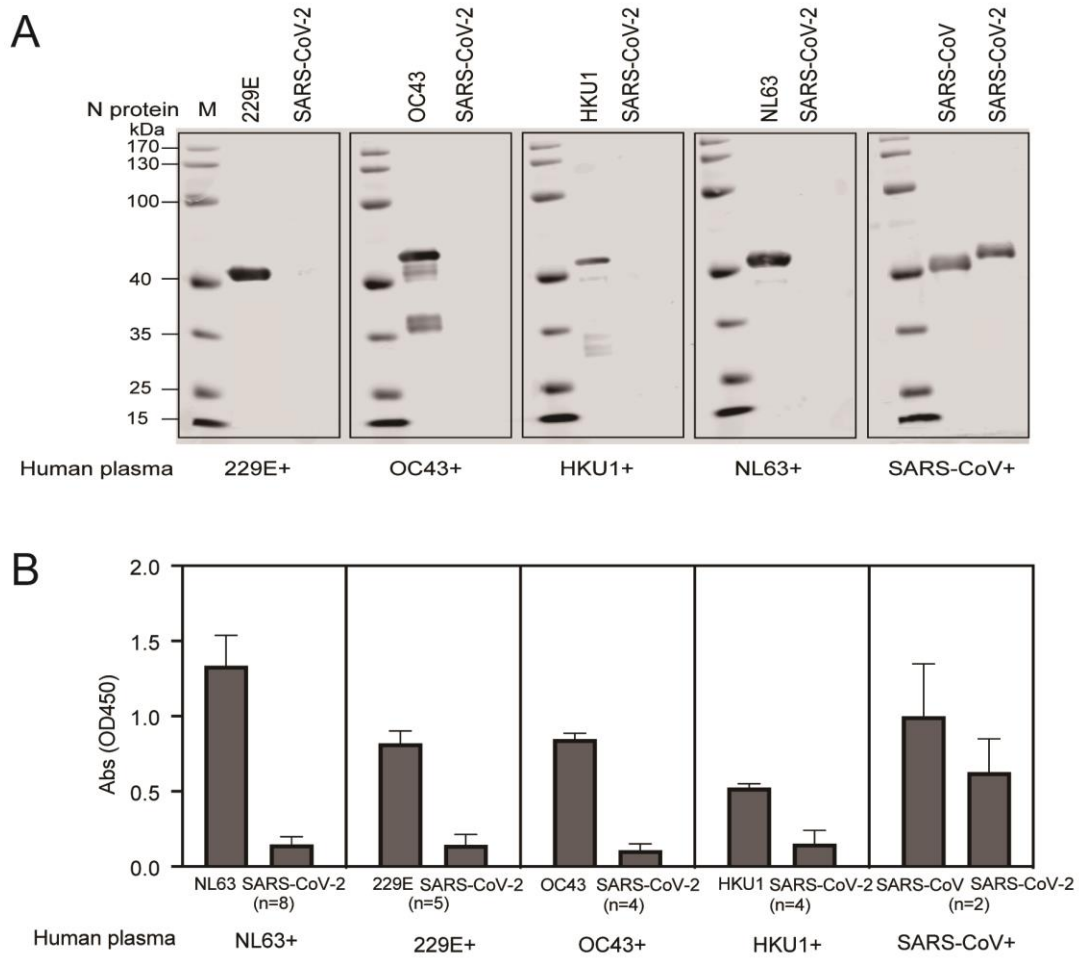 A
N protein M 229E SARS-CoV-2 OC43 SARS-CoV-2 HKU1 SARS-CoV-2 NL63 SARS-CoV-2 SARS-CoV SARS-CoV-2
kDa
170
130
100
40
35
25
15
Human plasma 229E+ OC43+ HKU1+ NL63+ SARS-CoV+
B
Abs (OD450)
2.0
1.5
1.0
0.5
0.0
NL63 SARS-CoV-2 229E SARS-CoV-2 OC43 SARS-CoV-2 HKU1 SARS-CoV-2 SARS-CoV SARS-CoV-2
(n=8) (n=5) (n=4) (n=4) (n=2)
Human plasma NL63+ 229E+ OC43+ HKU1+ SARS-CoV+